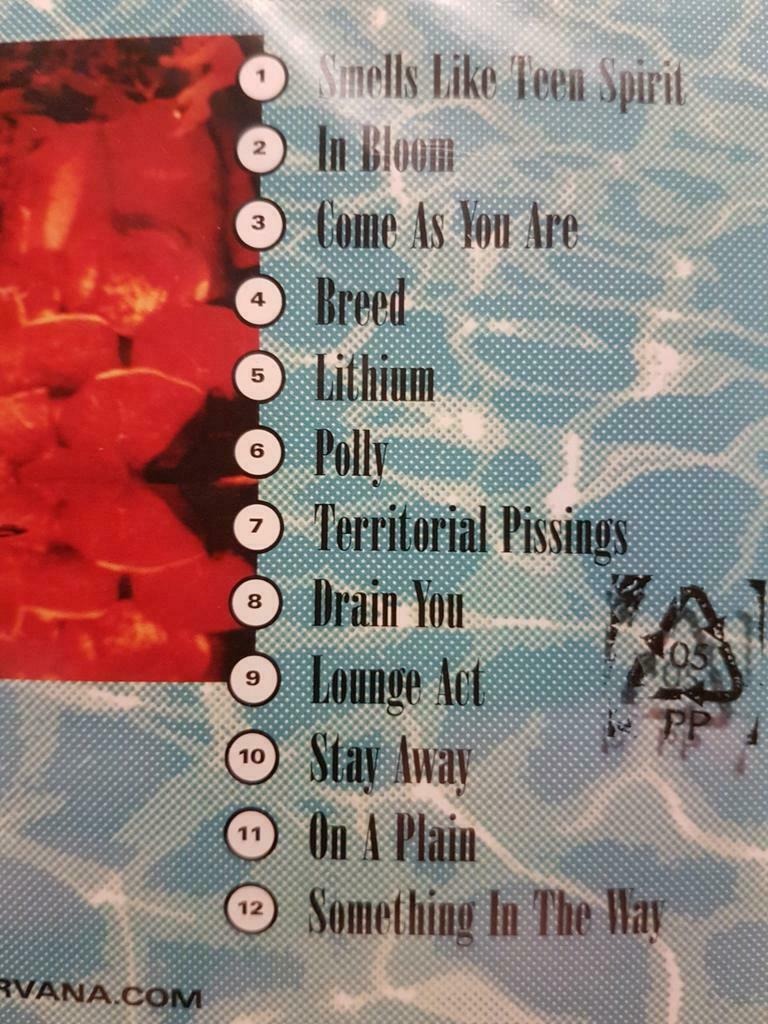 1 Smells Like Teen Spirit
2 In Bloom
3 Come As You Are
4 Breed
5 Lithium
6 Polly
7 Territorial Pissings
8 Drain You
05
PP
9 Lounge Act
10 Stay Away
11 On A Plain
12 Something In The Way
RVANA.COM